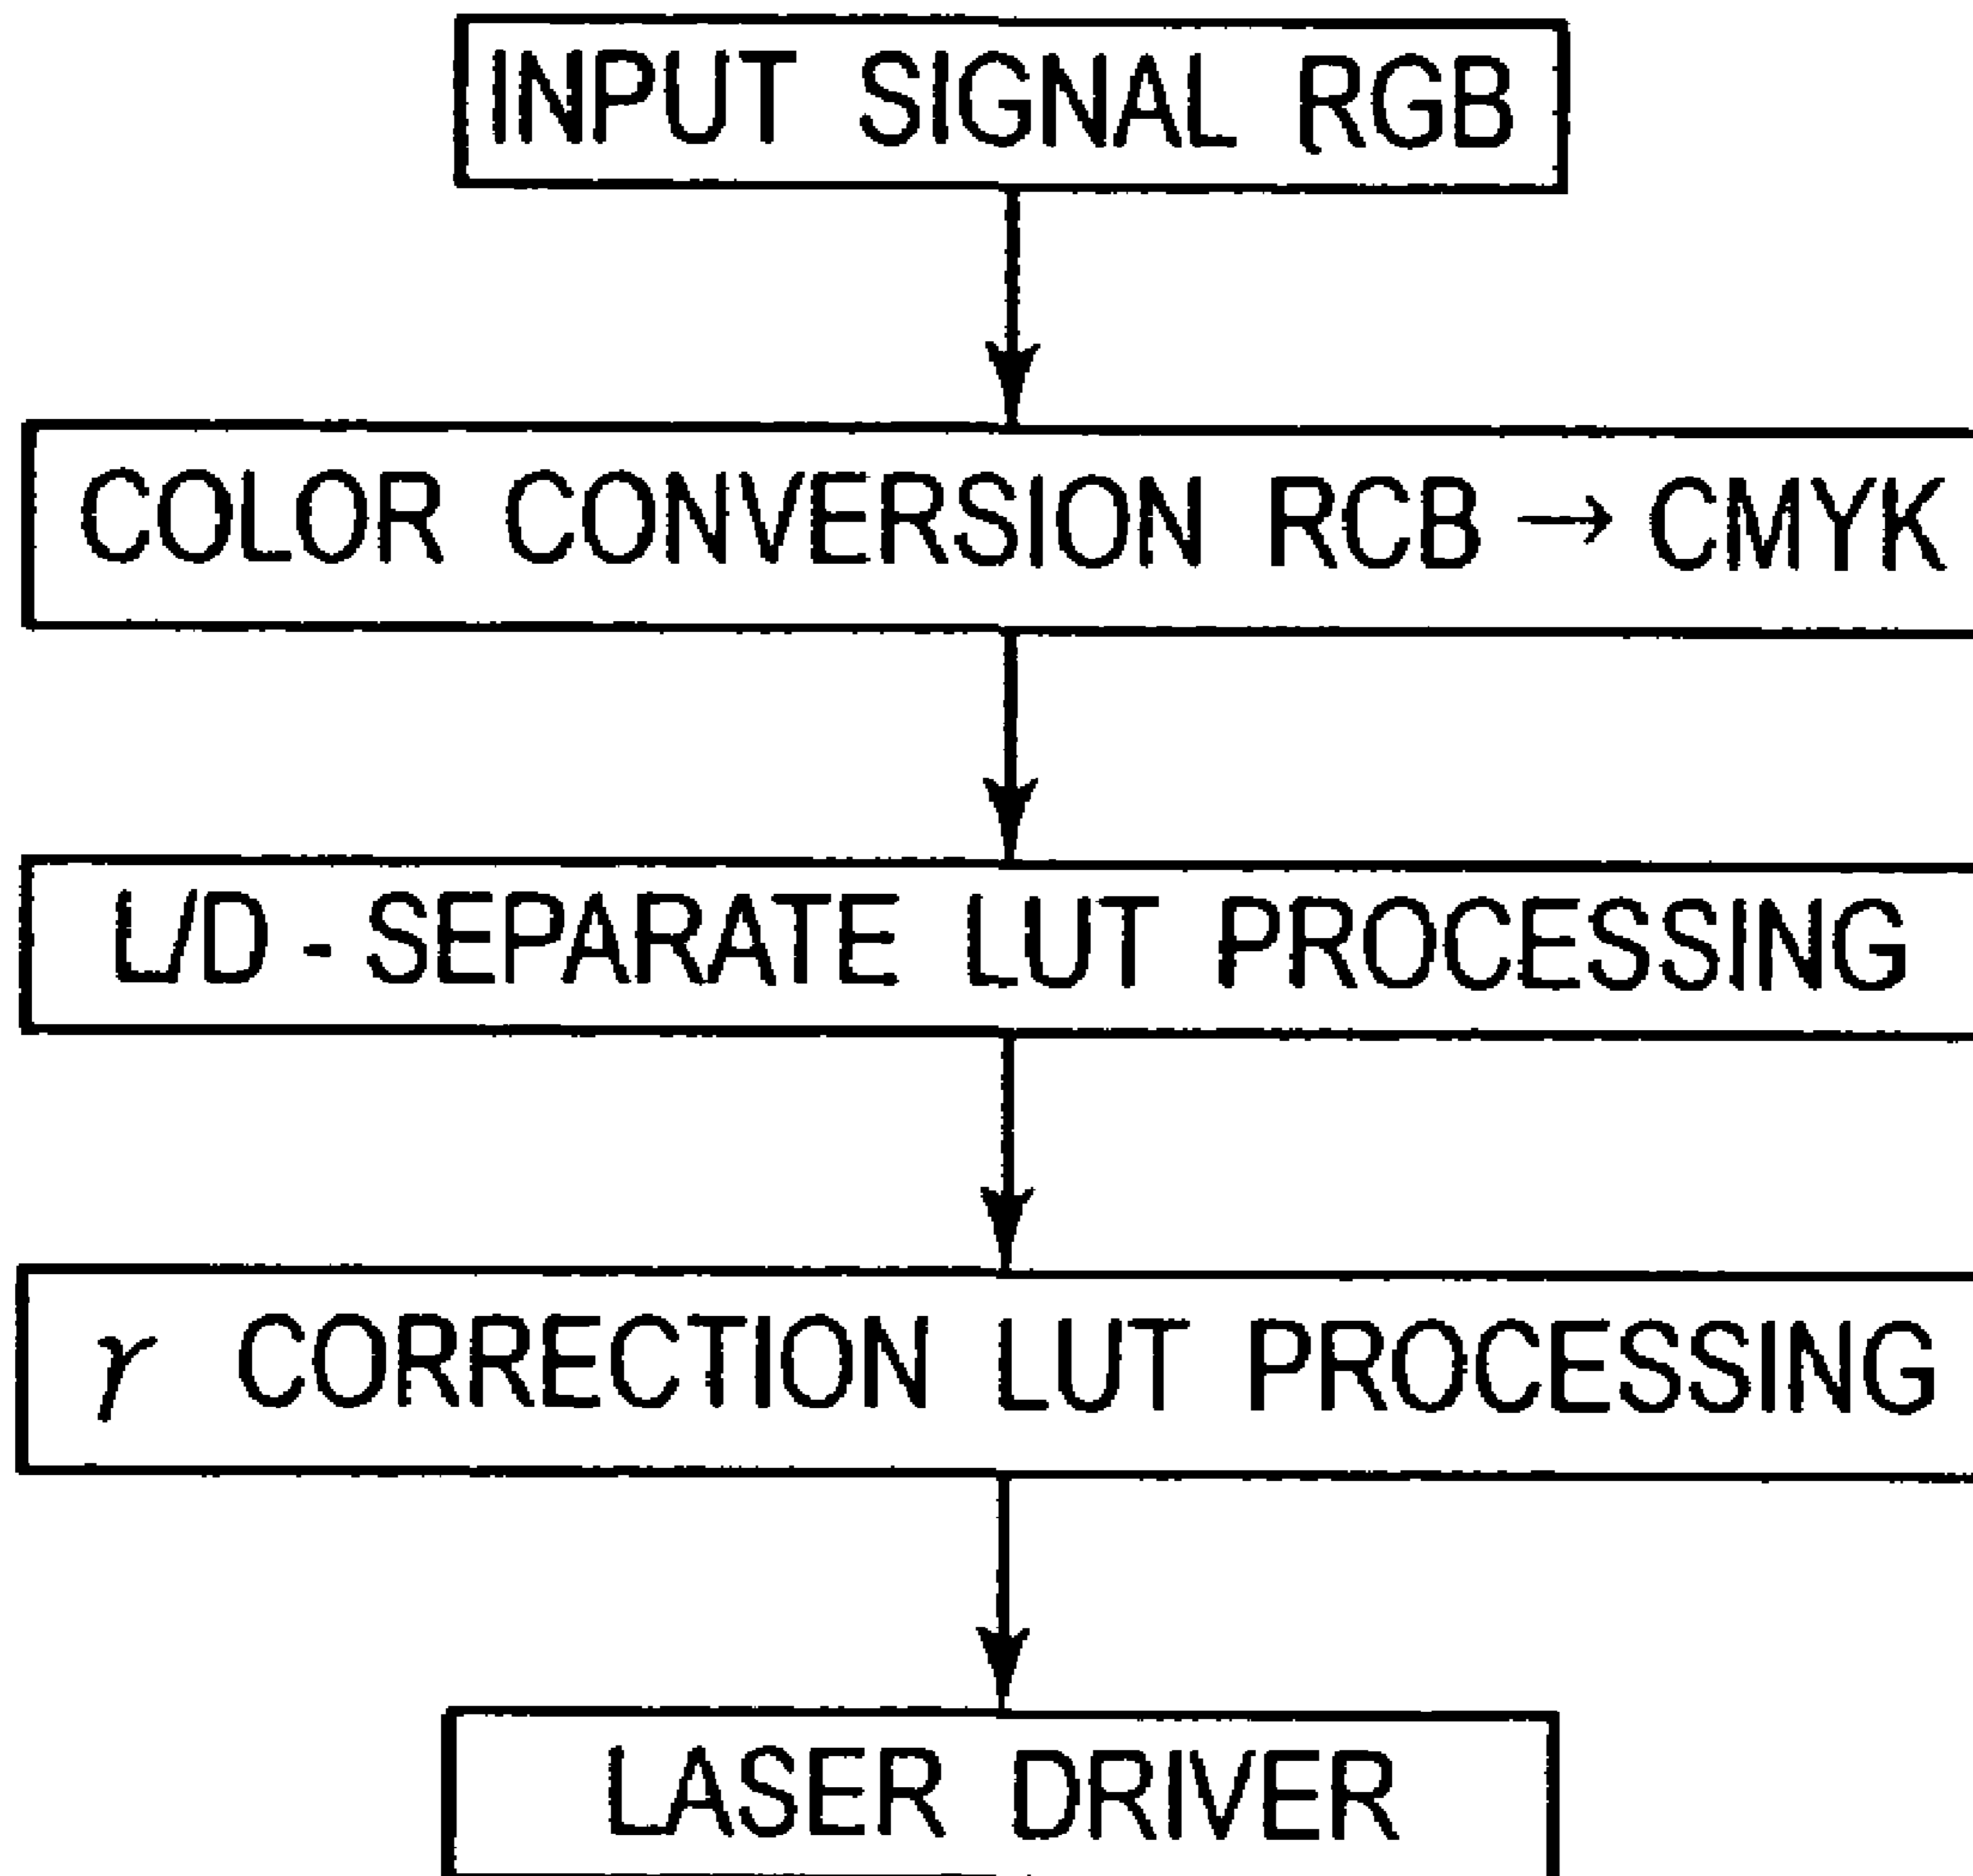 INPUT SIGNAL RGB
COLOR CONVERSION RCB → CMYK
L/D-SEPARATE LUT PROCESSING
γ CORRECTION LUT PROCESSING
LASER DRIVER